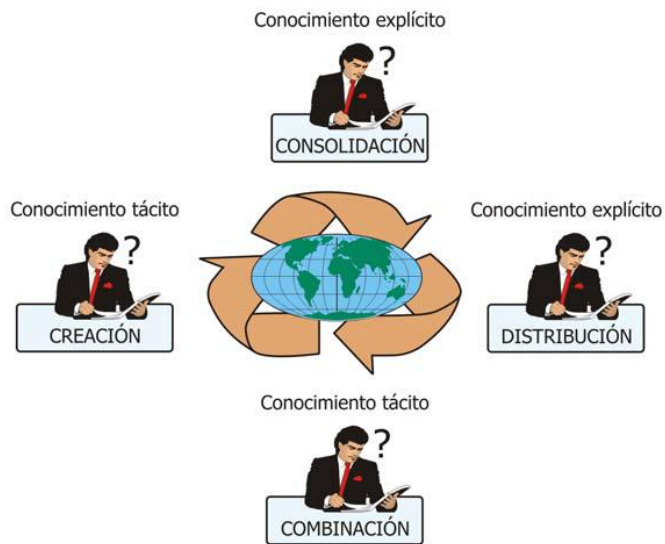 Conocimiento explícito
?
CONSOLIDACIÓN
Conocimiento tácito
?
CREACIÓN
Conocimiento explícito
?
DISTRIBUCIÓN
Conocimiento tácito
?
COMBINACIÓN